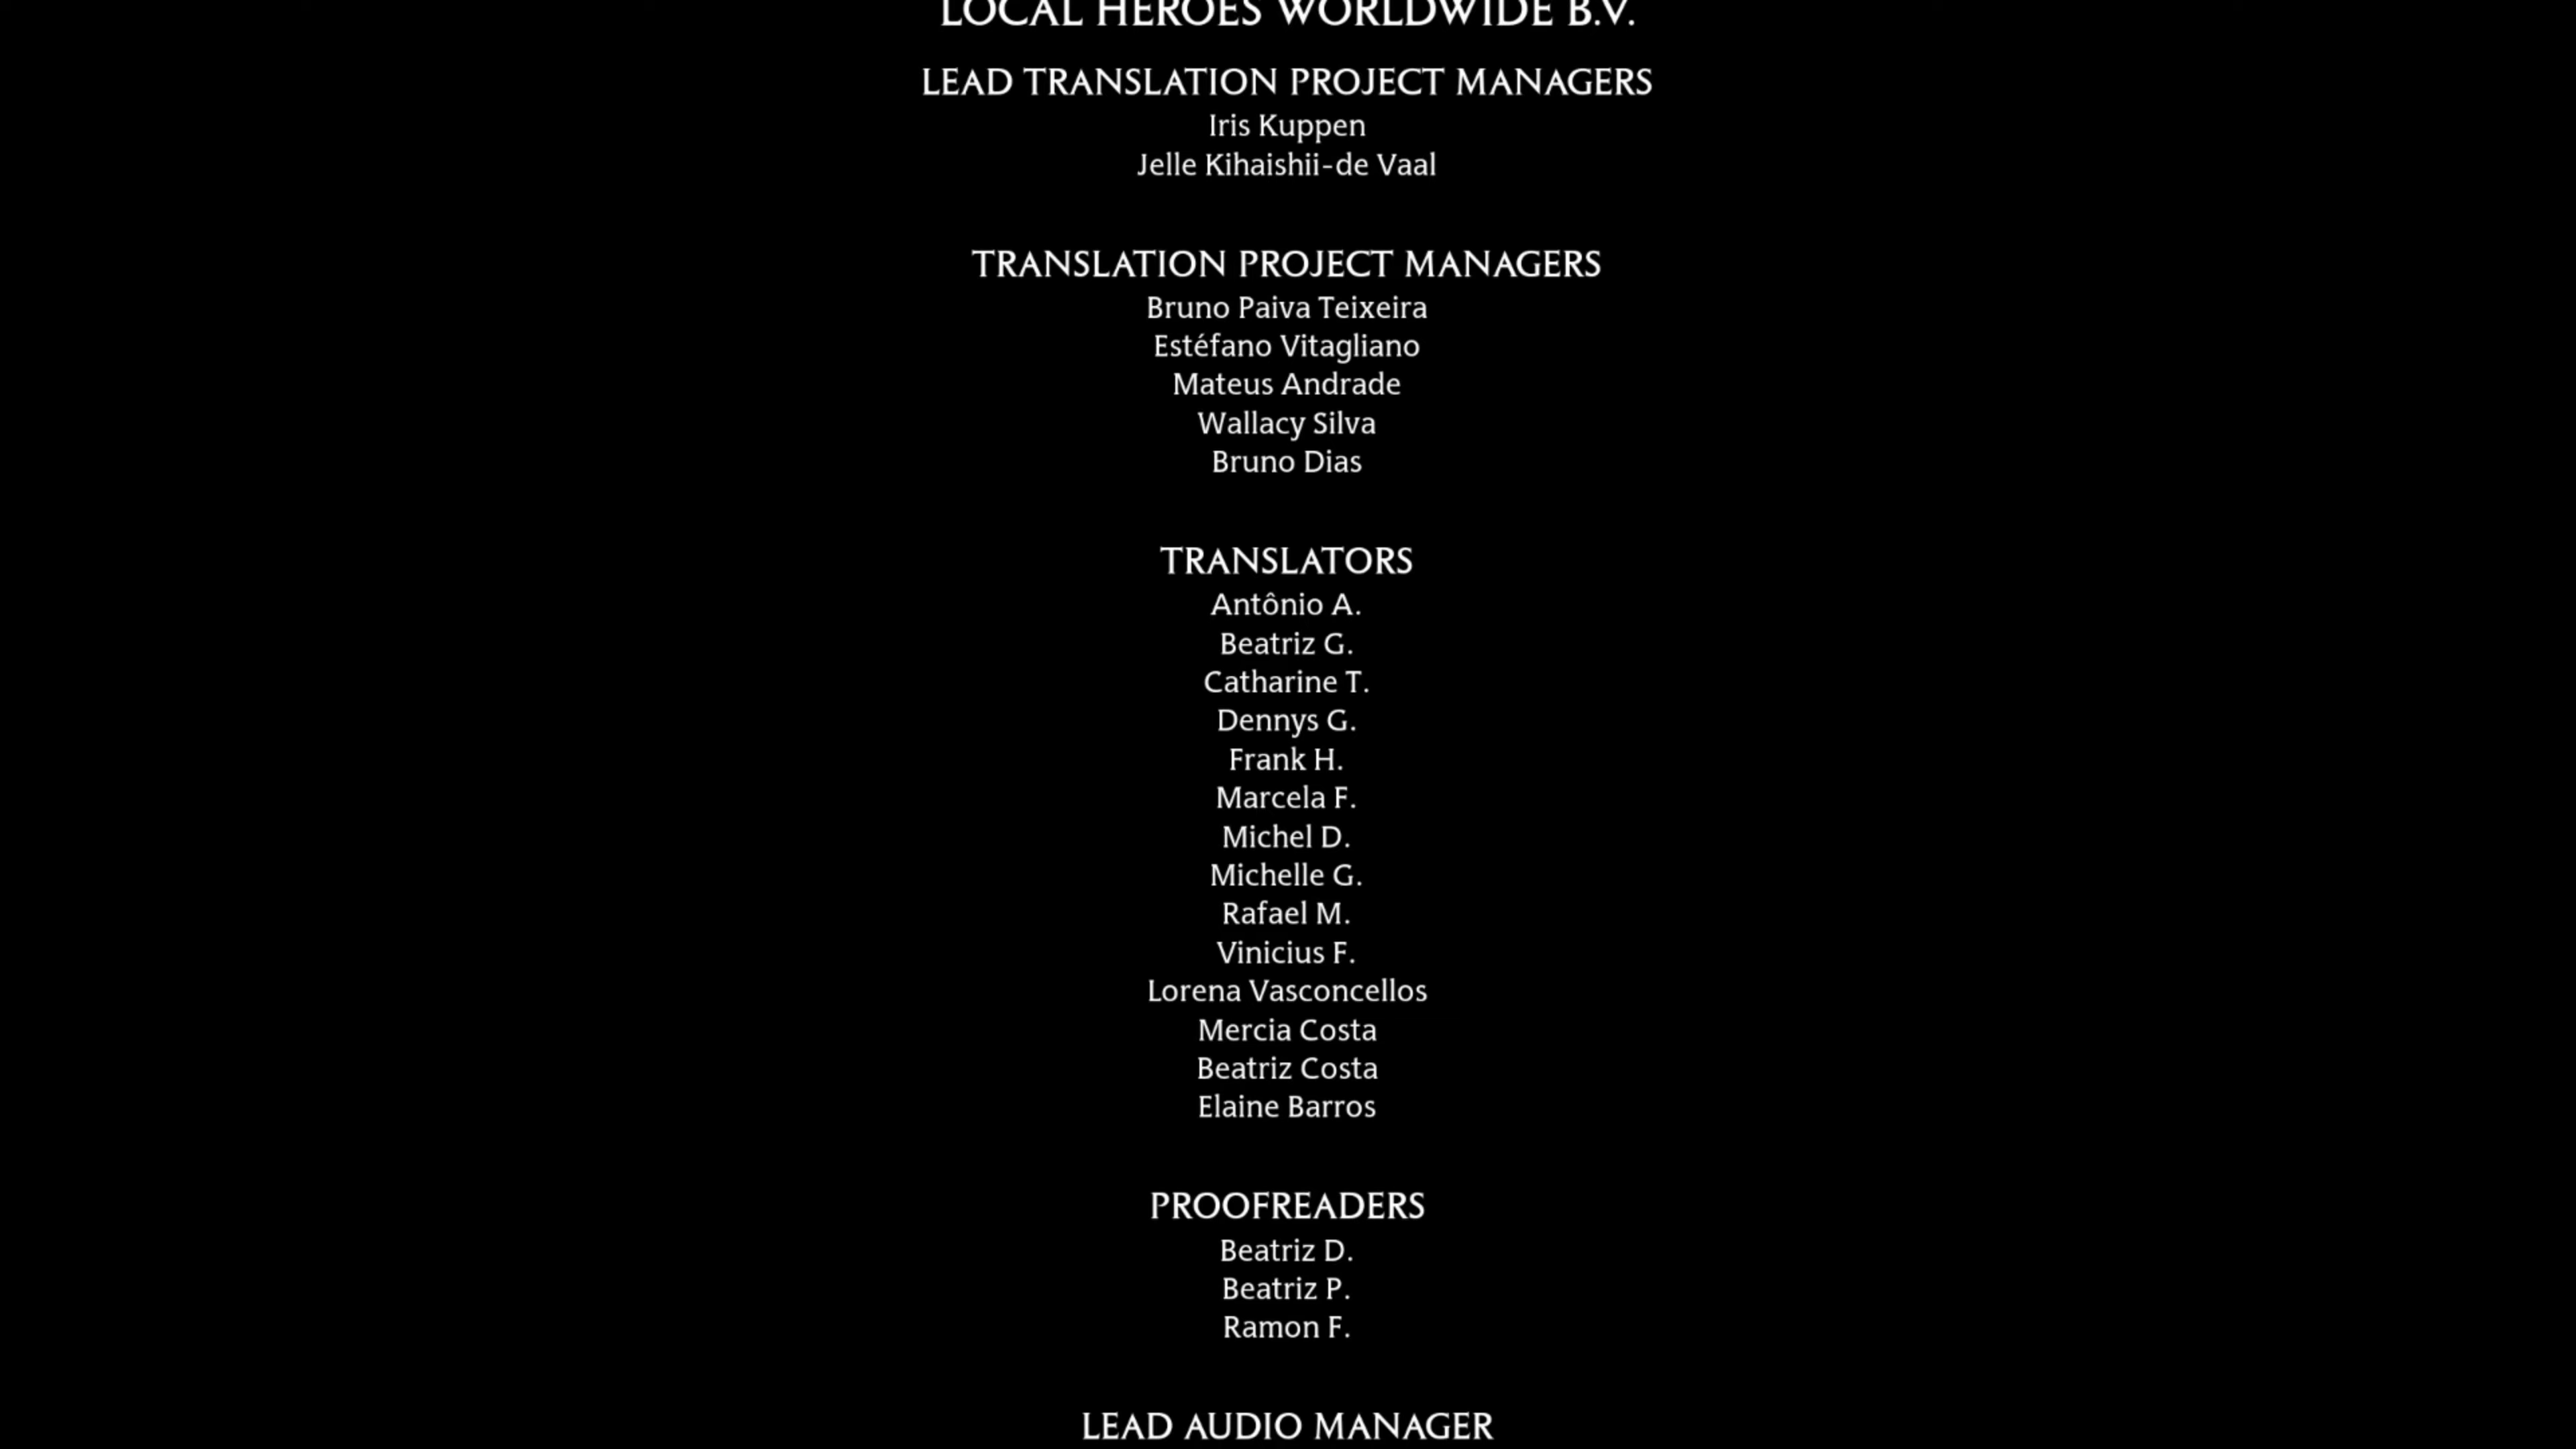 LOCAL HEROES WORLDWIDE B.V.
LEAD TRANSLATION PROJECT MANAGERS
Iris Kuppen
Jelle Kihaishii-de Vaal
TRANSLATION PROJECT MANAGERS
Bruno Paiva Teixeira
Estéfano Vitagliano
Mateus Andrade
Wallacy Silva
Bruno Dias
TRANSLATORS
Antônio A.
Beatriz G.
Catharine T.
Dennys G.
Frank H.
Marcela F.
Michel D.
Michelle G.
Rafael M.
Vinicius F.
Lorena Vasconcellos
Mercia Costa
Beatriz Costa
Elaine Barros
PROOFREADERS
Beatriz D.
Beatriz P.
Ramon F.
LEAD AUDIO MANAGER